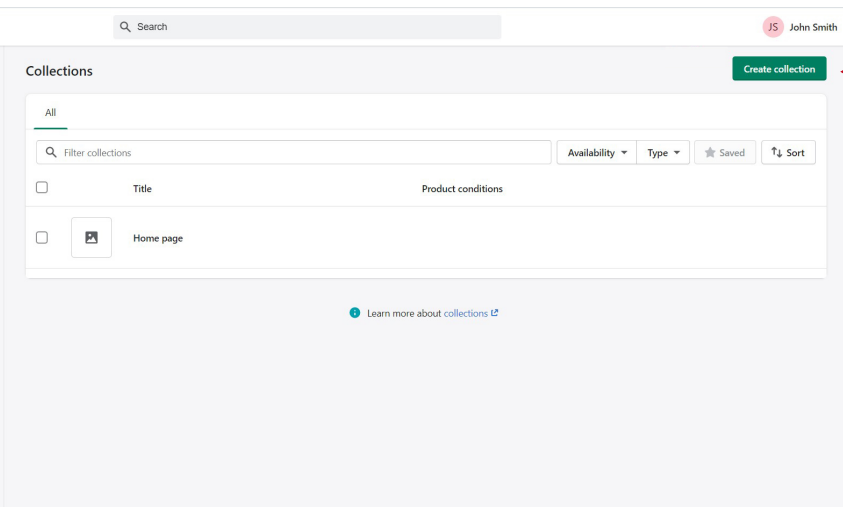 Search
JS John Smith
Collections
Create collection
All
Filter collections
Availability Type Saved Sort
Title Product conditions
Home page
Learn more about collections